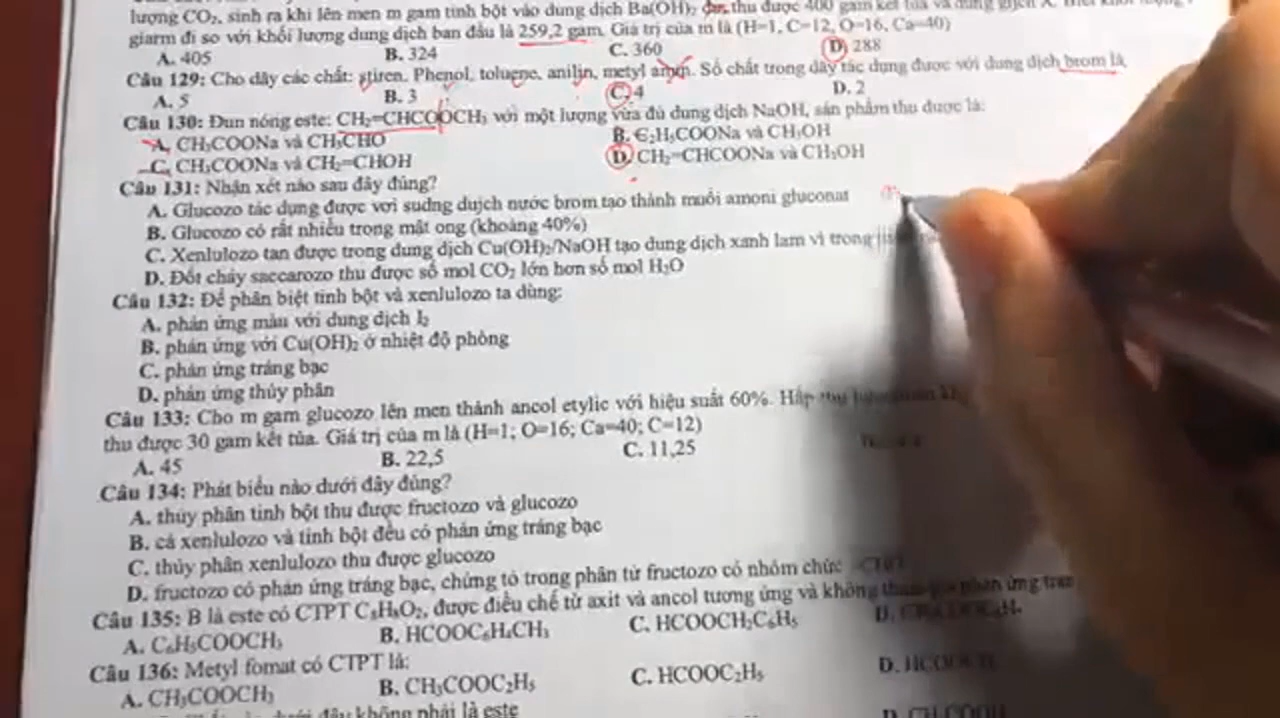 lượng CO₂, sinh ra khi lên men m gam tinh bột vào dung dịch Ba(OH)₂ thu được 400 gam kết tủa và dung dịch X.
giarm đi so với khối lượng dung dịch ban đầu là 259,2 gam. Giá trị của m là (H=1, C=12, O=16, Ca=40)
A. 405 B. 324 C. 360 D. 288
Câu 129: Cho dãy các chất: stiren. Phenol, toluene, anilin, metyl amin. Số chất trong dãy tác dụng được với dung dịch brom là
A. 5 B. 3 C. 4 D. 2
Câu 130: Đun nóng este: CH₂=CHCOOCH₃ với một lượng vừa đủ dung dịch NaOH, sản phẩm thu được là:
A. CH₃COONa và CH₃CHO B. C₂H₅COONa và CH₃OH
C. CH₃COONa và CH₂=CHOH D. CH₂=CHCOONa và CH₃OH
Câu 131: Nhận xét nào sau đây đúng?
A. Glucozo tác dụng được vơi sudng dujch nước brom tạo thành muối amoni gluconat
B. Glucozo có rất nhiều trong mật ong (khoảng 40%)
C. Xenlulozo tan được trong dung dịch Cu(OH)₂/NaOH tạo dung dịch xanh lam vì trong
D. Đốt cháy saccarozo thu được số mol CO₂ lớn hơn số mol H₂O
Câu 132: Để phân biệt tinh bột và xenlulozo ta dùng:
A. phản ứng màu với dung dịch I₂
B. phản ứng với Cu(OH)₂ ở nhiệt độ phòng
C. phản ứng tráng bạc
D. phản ứng thủy phân
Câu 133: Cho m gam glucozo lên men thành ancol etylic với hiệu suất 60%. Hấp thụ
thu được 30 gam kết tủa. Giá trị của m là (H=1; O=16; Ca=40; C=12)
A. 45 B. 22,5 C. 11,25
Câu 134: Phát biểu nào dưới đây đúng?
A. thủy phân tinh bột thu được fructozo và glucozo
B. cả xenlulozo và tinh bột đều có phản ứng tráng bạc
C. thủy phân xenlulozo thu được glucozo
D. fructozo có phản ứng tráng bạc, chứng tỏ trong phân tử fructozo có nhóm chức
Câu 135: B là este có CTPT C₈H₈O₂, được điều chế từ axit và ancol tương ứng và không tham gia phản ứng
A. C₆H₅COOCH₃ B. HCOOC₆H₄CH₃ C. HCOOCH₂C₆H₅ D.
Câu 136: Metyl fomat có CTPT là:
A. CH₃COOCH₃ B. CH₃COOC₂H₅ C. HCOOC₂H₅ D.
dưới đây không phải là este